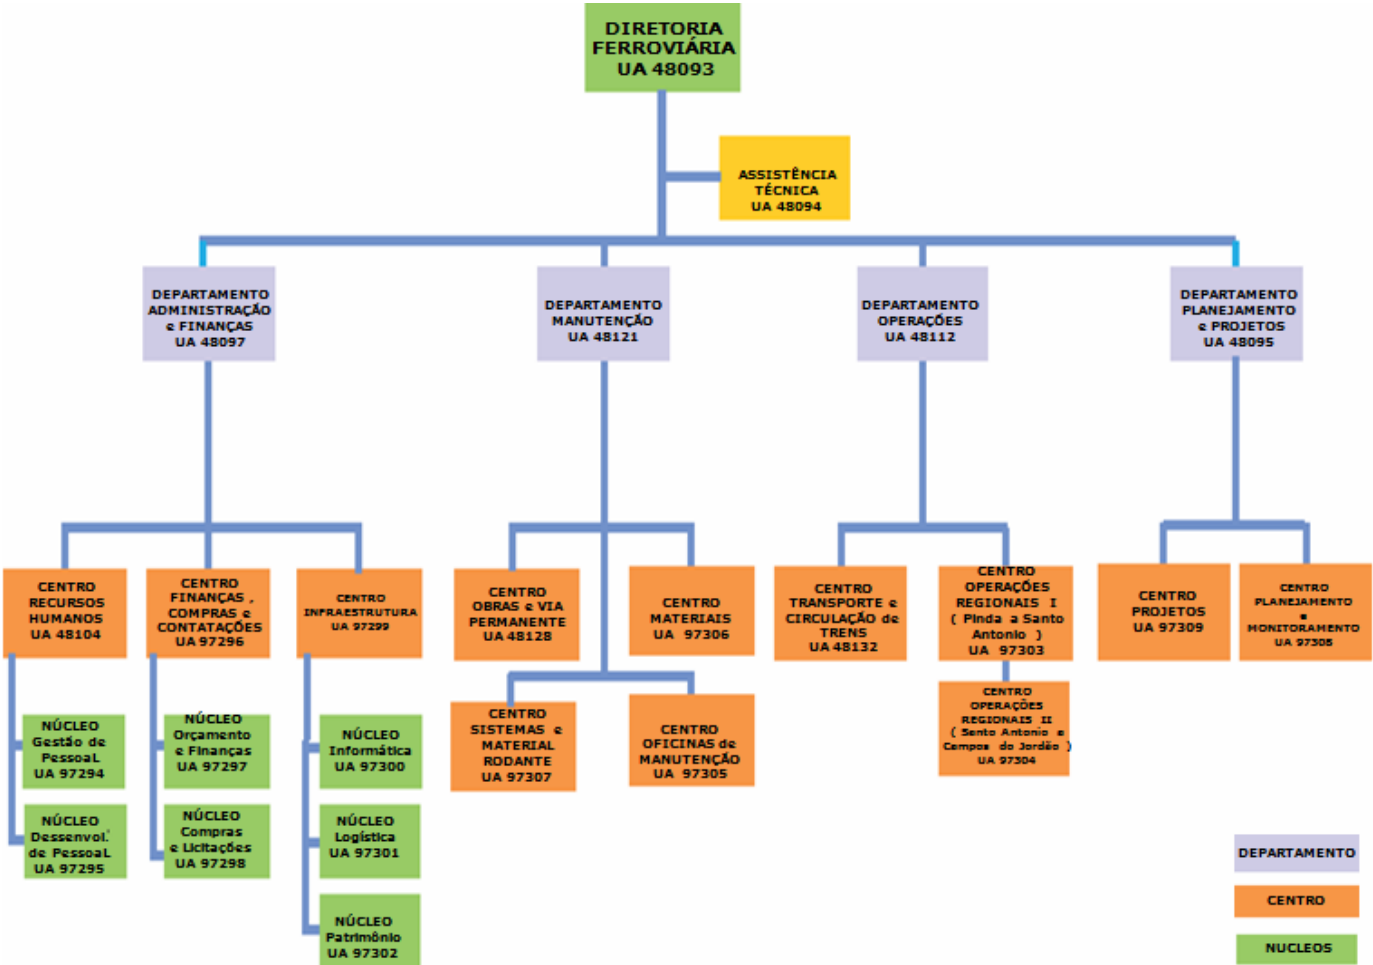 DIRETORIA
FERROVIÁRIA
UA 48093
ASSISTÊNCIA
TÉCNICA
UA 48094
DEPARTAMENTO
ADMINISTRAÇÃO
e FINANÇAS
UA 48097
DEPARTAMENTO
MANUTENÇÃO
UA 48121
DEPARTAMENTO
OPERAÇÕES
UA 48112
DEPARTAMENTO
PLANEJAMENTO
e PROJETOS
UA 48095
CENTRO
RECURSOS
HUMANOS
UA 48104
CENTRO
FINANÇAS ,
COMPRAS e
CONTATAÇÕES
UA 97296
CENTRO
INFRAESTRUTURA
UA 97299
CENTRO
OBRAS e VIA
PERMANENTE
UA 48128
CENTRO
MATERIAIS
UA 97306
CENTRO
TRANSPORTE e
CIRCULAÇÃO de
TRENS
UA 48132
CENTRO
OPERAÇÕES
REGIONAIS I
( Pinda a Santo
Antonio )
UA 97303
CENTRO
PROJETOS
UA 97309
CENTRO
PLANEJAMENTO
e
MONITORAMENTO
UA 97308
NÚCLEO
Gestão de
Pessoal.
UA 97294
NÚCLEO
Orçamento
e Finanças
UA 97297
NÚCLEO
Informática
UA 97300
CENTRO
SISTEMAS e
MATERIAL
RODANTE
UA 97307
CENTRO
OFICINAS de
MANUTENÇÃO
UA 97305
CENTRO
OPERAÇÕES
REGIONAIS II
( Santo Antonio e
Campos do Jordão )
UA 97304
NÚCLEO
Dessenvol.
de Pessoal.
UA 97295
NÚCLEO
Compras
e Licitações
UA 97298
NÚCLEO
Logística
UA 97301
NÚCLEO
Patrimônio
UA 97302
DEPARTAMENTO
CENTRO
NUCLEOS